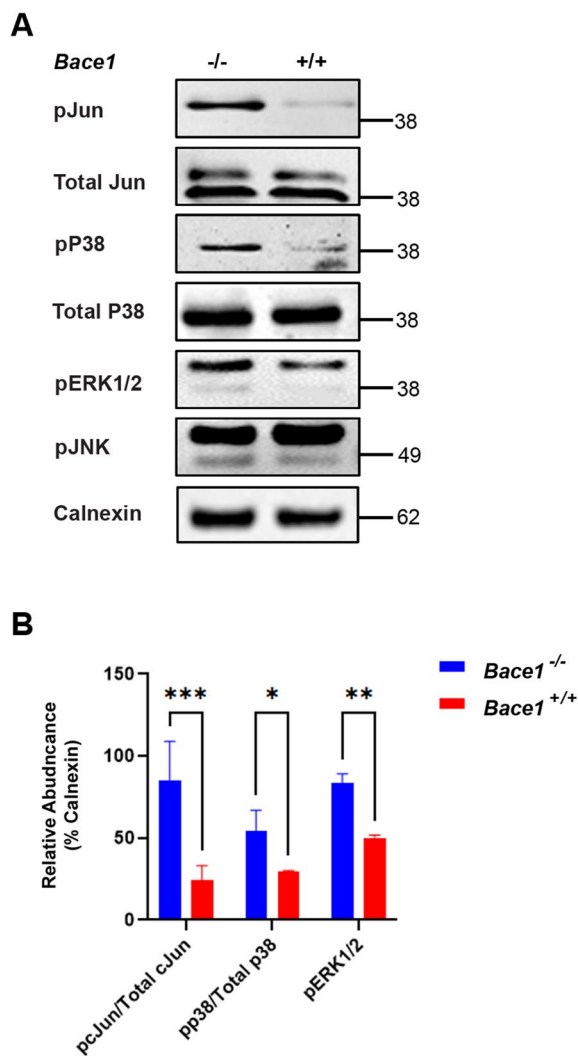 A
Bace1 -/- +/+
pJun 38
Total Jun 38
pP38 38
Total P38 38
pERK1/2 38
pJNK 49
Calnexin 62
B
Bace1 -/-
Bace1 +/+
150
100
50
0
Relative Abudncance
(% Calnexin)
*** * **
pcJun/Total cJun
pp38/Total p38
pERK1/2